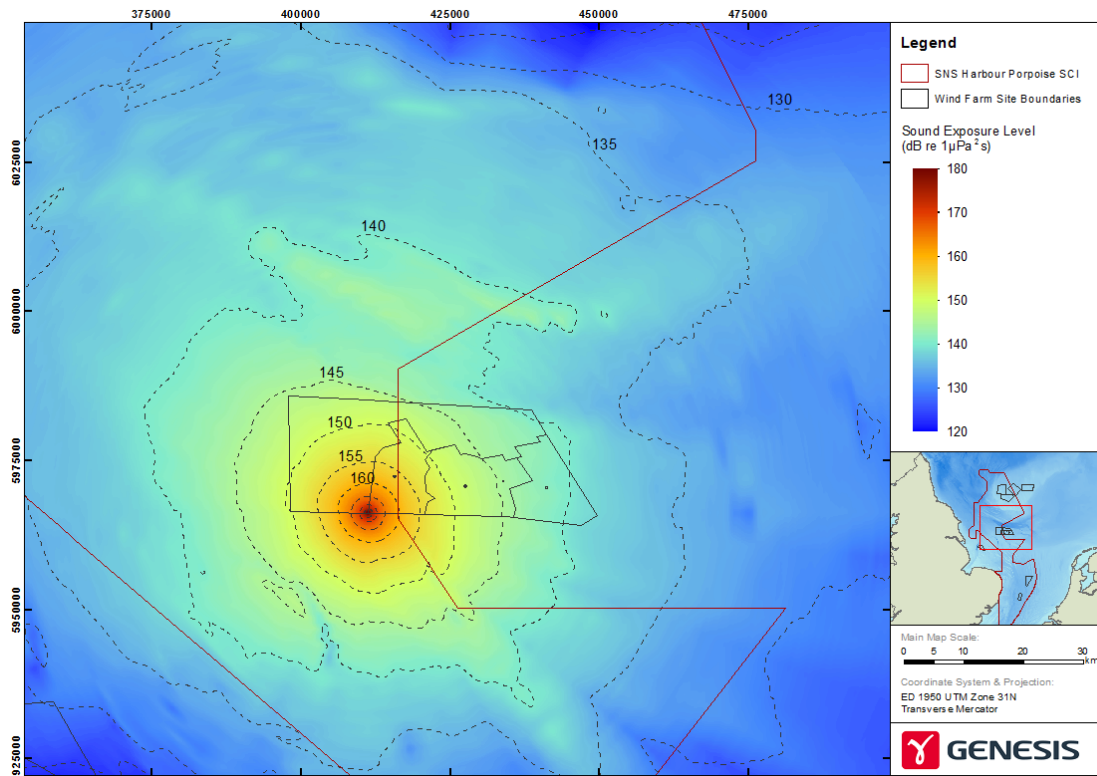 375000 400000 425000 450000 475000
130
135
6025000
140
6000000
145
150
5975000
155
160
5950000
925000
Legend
SNS Harbour Porpoise SCI
Wind Farm Site Boundaries
Sound Exposure Level
(dB re 1µPa²s)
180
170
160
150
140
130
120
Main Map Scale:
0 5 10 20 30
km
Coordinate System & Projection:
ED 1950 UTM Zone 31N
Transverse Mercator
GENESIS